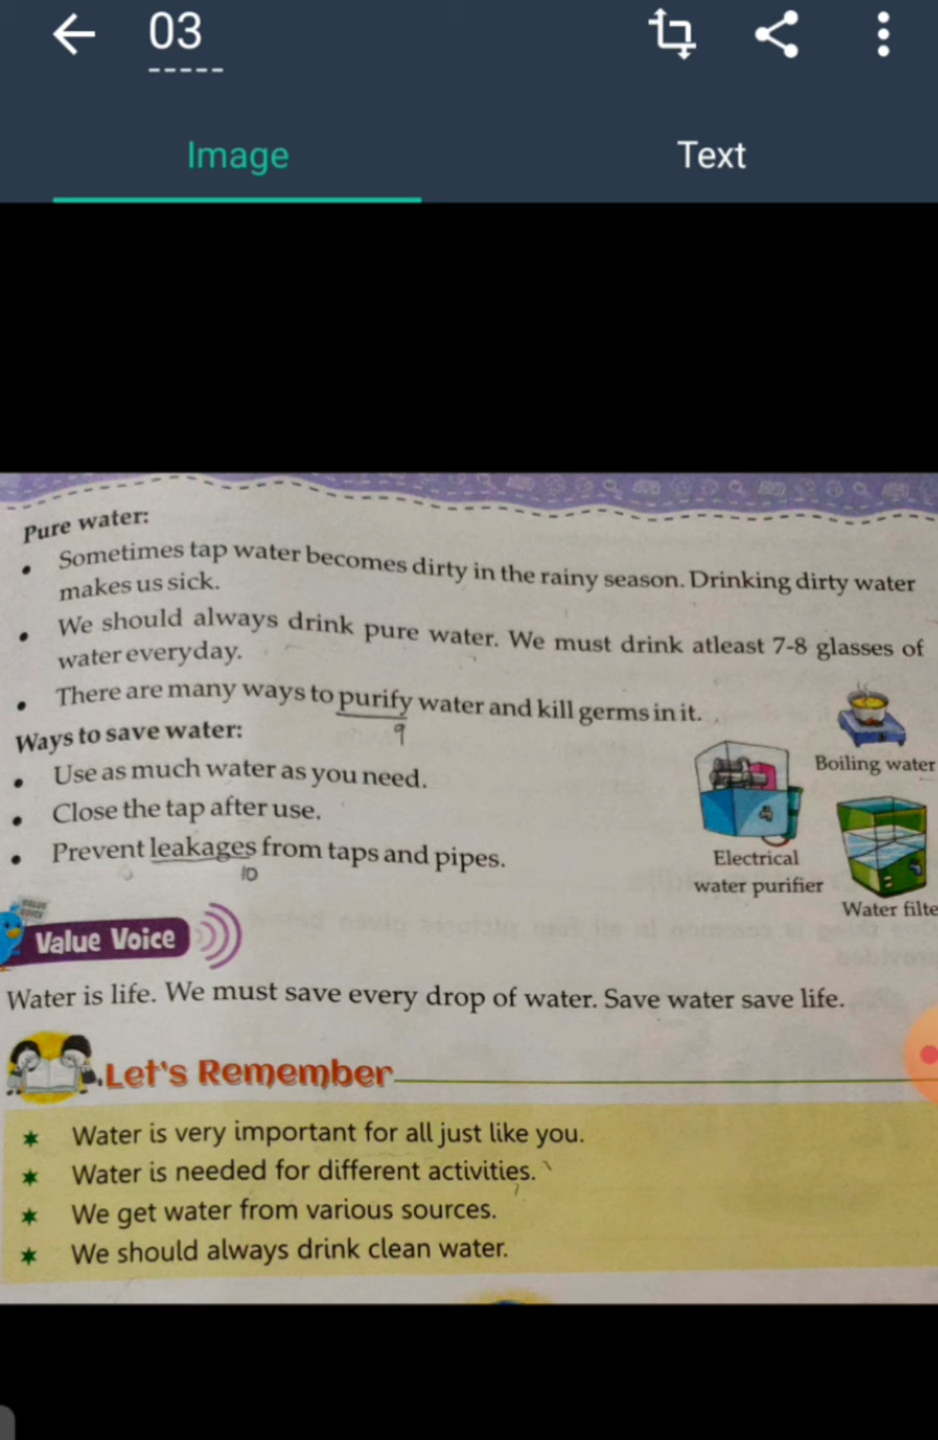 03
Image
Text
Pure water:
• Sometimes tap water becomes dirty in the rainy season. Drinking dirty water
makes us sick.
• We should always drink pure water. We must drink atleast 7-8 glasses of
water everyday.
• There are many ways to purify water and kill germs in it.
9
Ways to save water:
• Use as much water as you need.
• Close the tap after use.
• Prevent leakages from taps and pipes.
10
Boiling water
Electrical
water purifier
Water filte
VALUE
VOICE
Value Voice
Water is life. We must save every drop of water. Save water save life.
Let's Remember
Water is very important for all just like you.
Water is needed for different activities.
We get water from various sources.
We should always drink clean water.